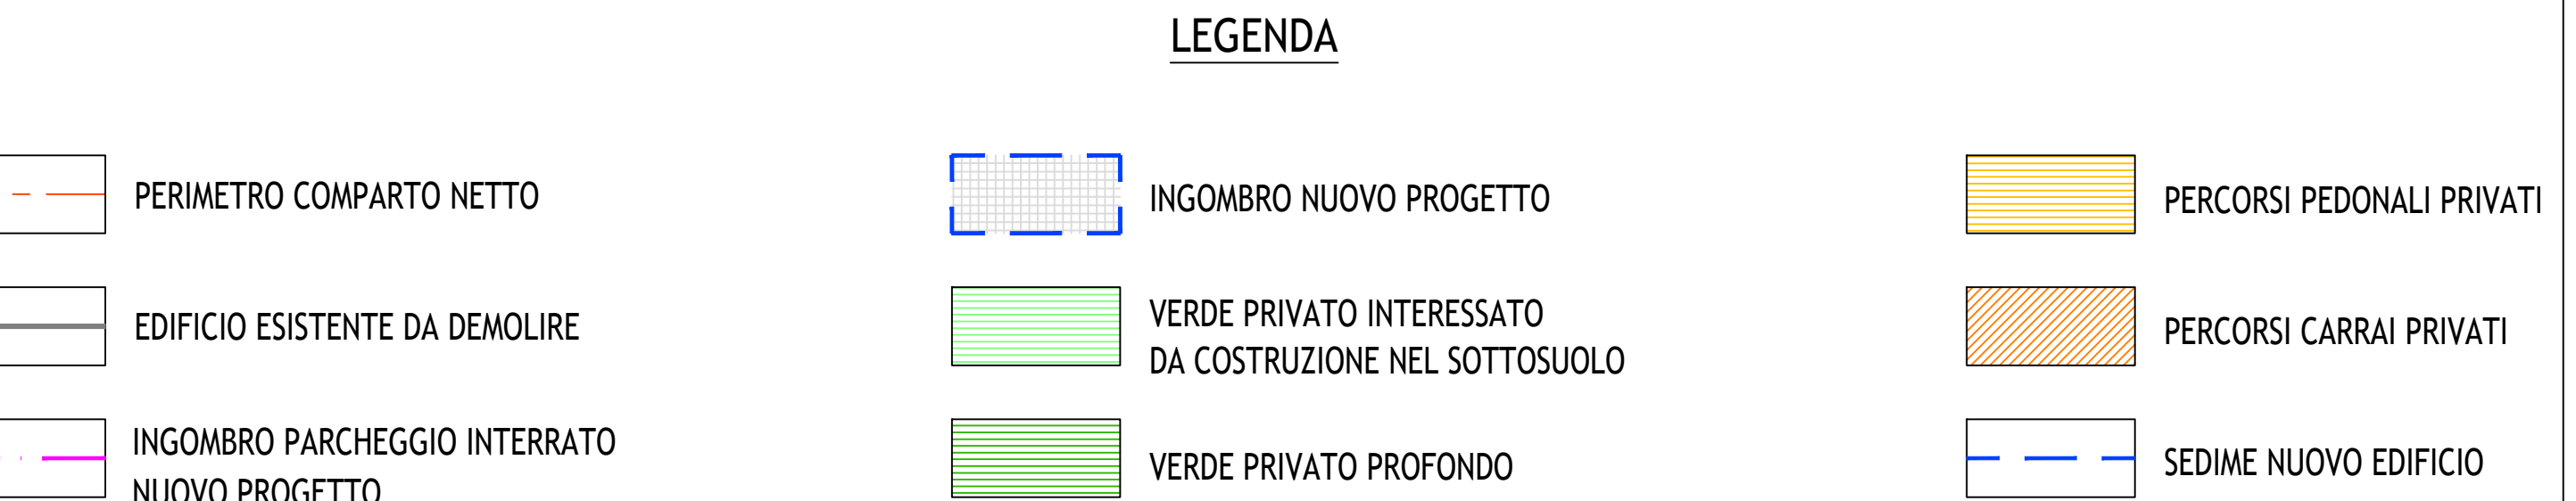 LEGENDA
PERIMETRO COMPARTO NETTO
EDIFICIO ESISTENTE DA DEMOLIRE
INGOMBRO PARCHEGGIO INTERRATO
NUOVO PROGETTO
INGOMBRO NUOVO PROGETTO
VERDE PRIVATO INTERESSATO
DA COSTRUZIONE NEL SOTTOSUOLO
VERDE PRIVATO PROFONDO
PERCORSI PEDONALI PRIVATI
PERCORSI CARRAI PRIVATI
SEDIME NUOVO EDIFICIO